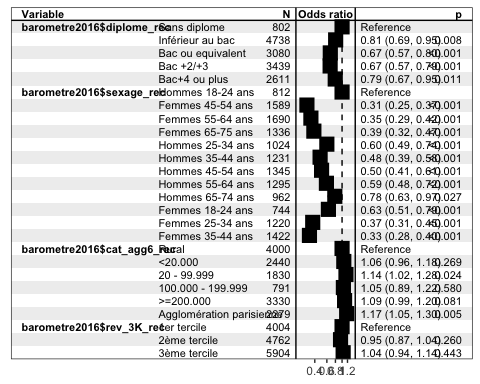 Variable N Odds ratio p
barometre2016$diplome_rec Sans diplome 802 Reference
Inférieur au bac 4738 0.81 (0.69, 0.95) 0.008
Bac ou equivalent 3080 0.67 (0.57, 0.80) <0.001
Bac +2/+3 3439 0.67 (0.57, 0.79) <0.001
Bac+4 ou plus 2611 0.79 (0.67, 0.95) 0.011
barometre2016$sexage_rec Hommes 18-24 ans 812 Reference
Femmes 45-54 ans 1589 0.31 (0.25, 0.37) <0.001
Femmes 55-64 ans 1690 0.35 (0.29, 0.42) <0.001
Femmes 65-75 ans 1336 0.39 (0.32, 0.47) <0.001
Hommes 25-34 ans 1024 0.60 (0.49, 0.74) <0.001
Hommes 35-44 ans 1231 0.48 (0.39, 0.58) <0.001
Hommes 45-54 ans 1345 0.50 (0.41, 0.61) <0.001
Hommes 55-64 ans 1295 0.59 (0.48, 0.72) <0.001
Hommes 65-74 ans 962 0.78 (0.63, 0.97) 0.027
Femmes 18-24 ans 744 0.63 (0.51, 0.79) <0.001
Femmes 25-34 ans 1220 0.37 (0.31, 0.45) <0.001
Femmes 35-44 ans 1422 0.33 (0.28, 0.40) <0.001
barometre2016$cat_agg6_rec Rural 4000 Reference
<20.000 2440 1.06 (0.96, 1.18) 0.269
20 - 99.999 1830 1.14 (1.02, 1.28) 0.024
100.000 - 199.999 791 1.05 (0.89, 1.22) 0.580
>=200.000 3330 1.09 (0.99, 1.20) 0.081
Agglomération parisienne 2279 1.17 (1.05, 1.30) 0.005
barometre2016$rev_3K_rec 1er tercile 4004 Reference
2ème tercile 4762 0.95 (0.87, 1.04) 0.260
3ème tercile 5904 1.04 (0.94, 1.14) 0.443
0.4 0.6 0.8 1 1.2